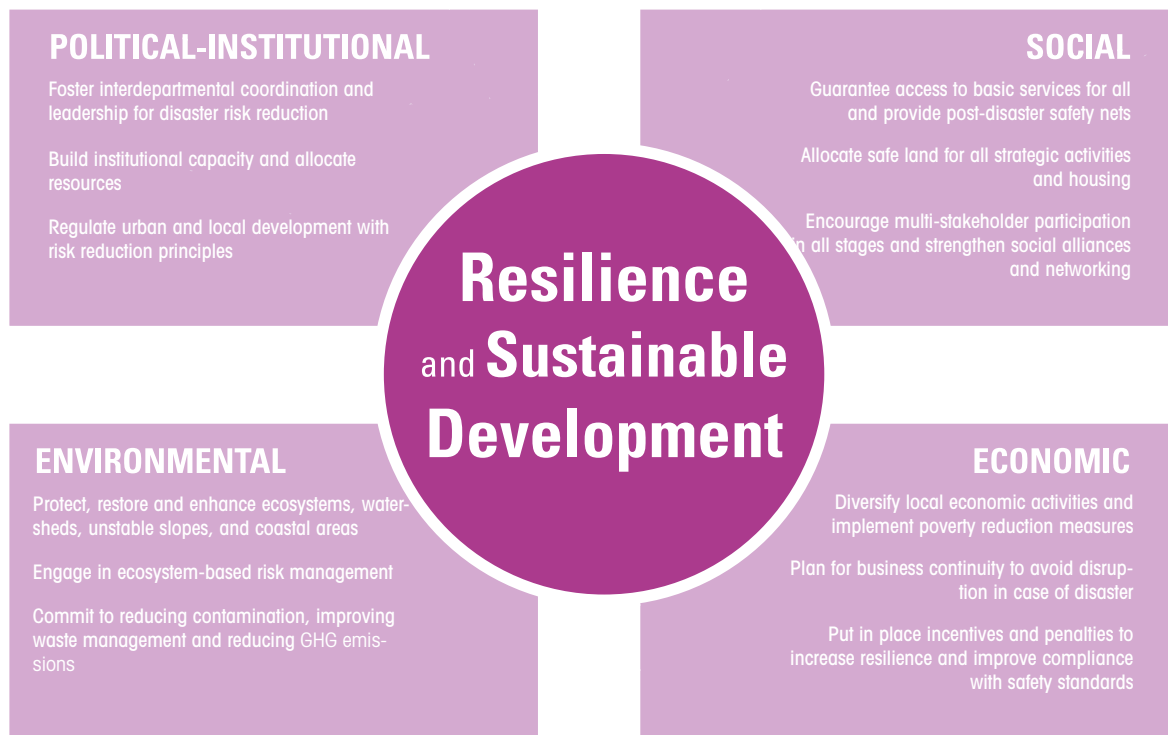 POLITICAL-INSTITUTIONAL
Foster interdepartmental coordination and
leadership for disaster risk reduction
Build institutional capacity and allocate
resources
Regulate urban and local development with
risk reduction principles
SOCIAL
Guarantee access to basic services for all
and provide post-disaster safety nets
Allocate safe land for all strategic activities
and housing
Encourage multi-stakeholder participation
in all stages and strengthen social alliances
and networking
Resilience
and Sustainable
Development
ENVIRONMENTAL
Protect, restore and enhance ecosystems, water-
sheds, unstable slopes, and coastal areas
Engage in ecosystem-based risk management
Commit to reducing contamination, improving
waste management and reducing GHG emis-
sions
ECONOMIC
Diversify local economic activities and
implement poverty reduction measures
Plan for business continuity to avoid disrup-
tion in case of disaster
Put in place incentives and penalties to
increase resilience and improve compliance
with safety standards